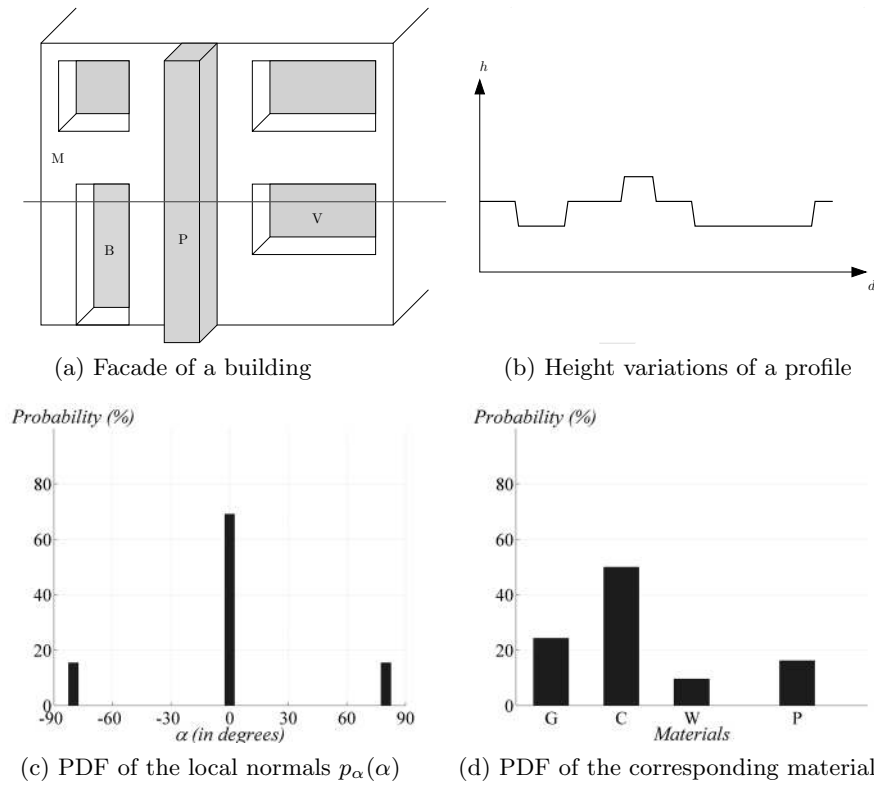 M
B
P
V
h
d
(a) Facade of a building
(b) Height variations of a profile
Probability (%)
80
60
40
20
0
-90 -60 -30 0 30 60 90
α (in degrees)
(c) PDF of the local normals pα(α)
Probability (%)
80
60
40
20
0
G C W P
Materials
(d) PDF of the corresponding material